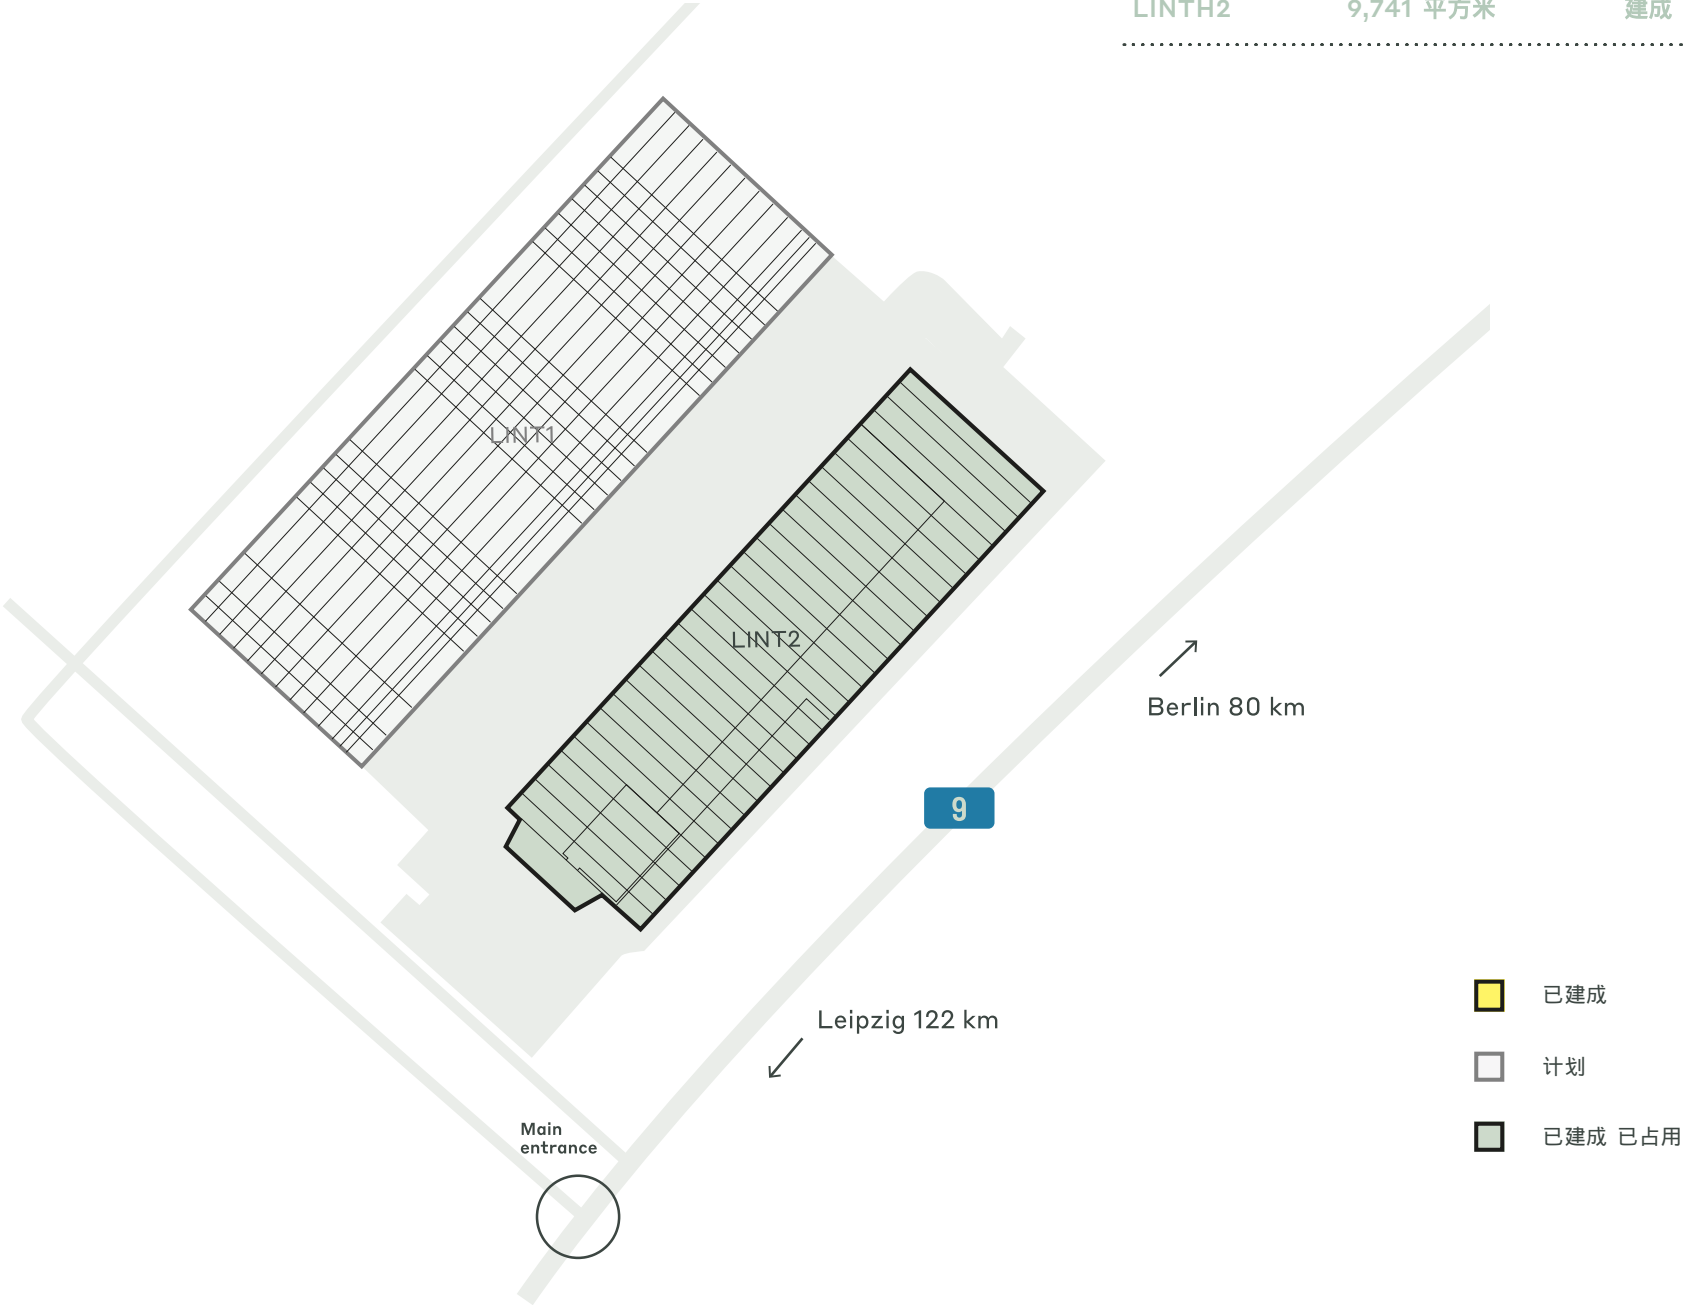 LINTH2 9,741 平方米 建成
LINT1
LINT2
Berlin 80 km
9
Leipzig 122 km
已建成
计划
已建成 已占用
Main
entrance